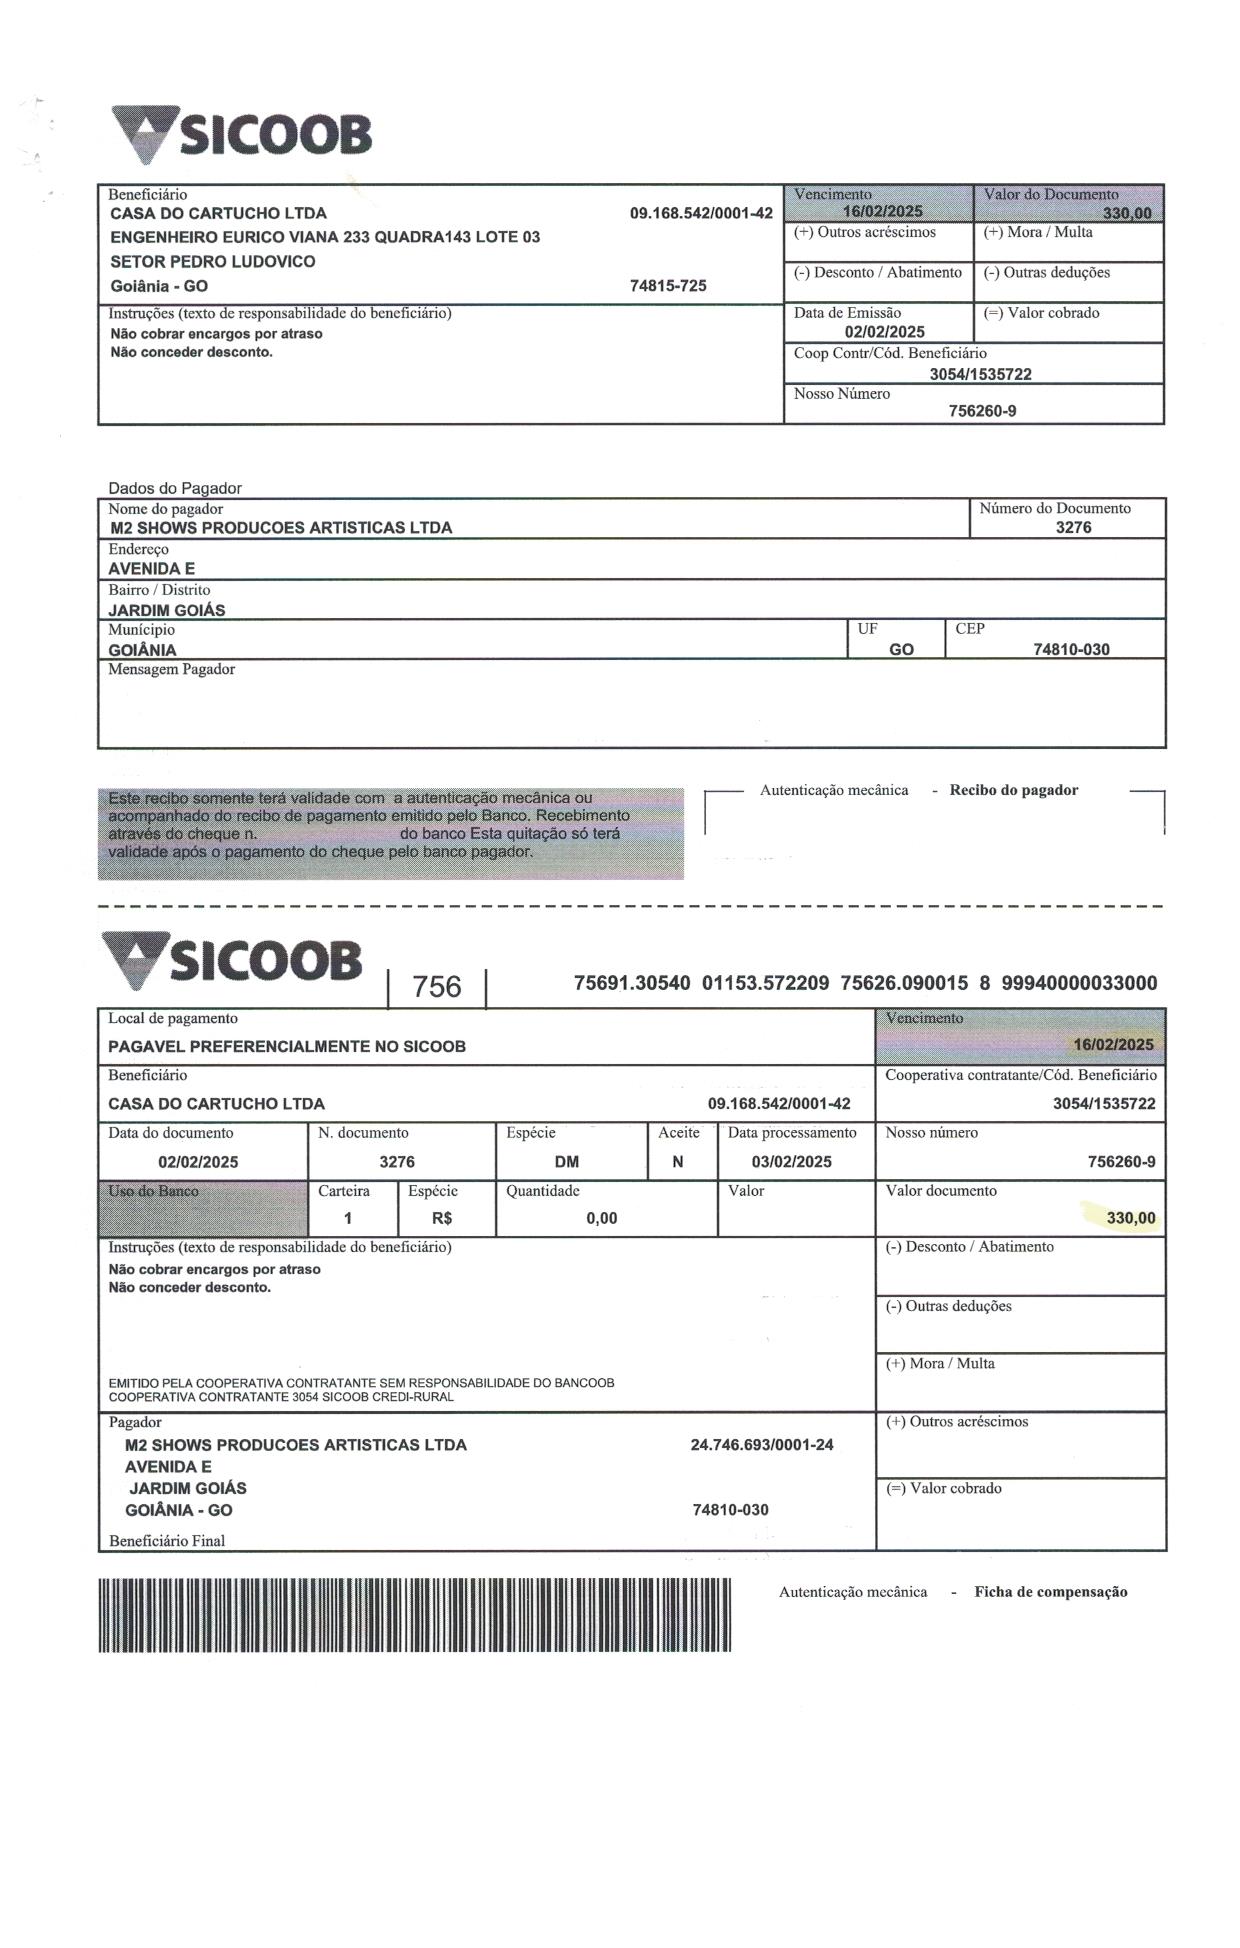 SICOOB
Beneficiário
CASA DO CARTUCHO LTDA 09.168.542/0001-42
ENGENHEIRO EURICO VIANA 233 QUADRA143 LOTE 03
SETOR PEDRO LUDOVICO
Goiânia - GO 74815-725
Vencimento
16/02/2025
Valor do Documento
330,00
(+) Outros acréscimos
(+) Mora / Multa
(-) Desconto / Abatimento
(-) Outras deduções
Instruções (texto de responsabilidade do beneficiário)
Não cobrar encargos por atraso
Não conceder desconto.
Data de Emissão
02/02/2025
(=) Valor cobrado
Coop Contr/Cód. Beneficiário
3054/1535722
Nosso Número
756260-9
Dados do Pagador
Nome do pagador
M2 SHOWS PRODUCOES ARTISTICAS LTDA
Número do Documento
3276
Endereço
AVENIDA E
Bairro / Distrito
JARDIM GOIÁS
Munícipio
GOIÂNIA
UF
GO
CEP
74810-030
Mensagem Pagador
Este recibo somente terá validade com a autenticação mecânica ou
acompanhado do recibo de pagamento emitido pelo Banco. Recebimento
através do cheque n. do banco Esta quitação só terá
validade após o pagamento do cheque pelo banco pagador.
Autenticação mecânica - Recibo do pagador
SICOOB
756
75691.30540 01153.572209 75626.090015 8 99940000033000
Local de pagamento
PAGAVEL PREFERENCIALMENTE NO SICOOB
Vencimento
16/02/2025
Beneficiário
CASA DO CARTUCHO LTDA 09.168.542/0001-42
Cooperativa contratante/Cód. Beneficiário
3054/1535722
Data do documento
02/02/2025
N. documento
3276
Espécie
DM
Aceite
N
Data processamento
03/02/2025
Nosso número
756260-9
Uso do Banco
Carteira
1
Espécie
R$
Quantidade
0,00
Valor
Valor documento
330,00
Instruções (texto de responsabilidade do beneficiário)
Não cobrar encargos por atraso
Não conceder desconto.
(-) Desconto / Abatimento
(-) Outras deduções
(+) Mora / Multa
EMITIDO PELA COOPERATIVA CONTRATANTE SEM RESPONSABILIDADE DO BANCOOB
COOPERATIVA CONTRATANTE 3054 SICOOB CREDI-RURAL
Pagador
M2 SHOWS PRODUCOES ARTISTICAS LTDA 24.746.693/0001-24
AVENIDA E
JARDIM GOIÁS
GOIÂNIA - GO 74810-030
Beneficiário Final
(+) Outros acréscimos
(=) Valor cobrado
Autenticação mecânica - Ficha de compensação